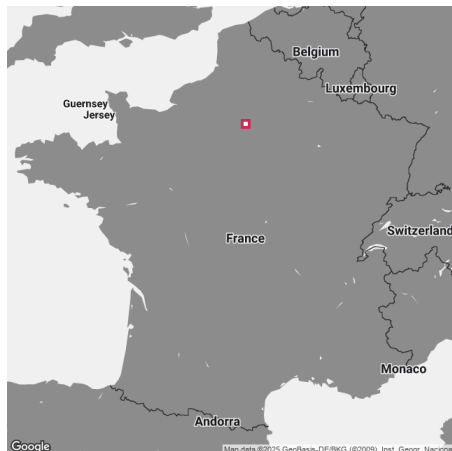 Belgium
Luxembourg
Guernsey
Jersey
Switzerland
France
Monaco
Andorra
Google
Map data ©2025 GeoBasis-DE/BKG (©2009), Inst. Geogr. Nacional